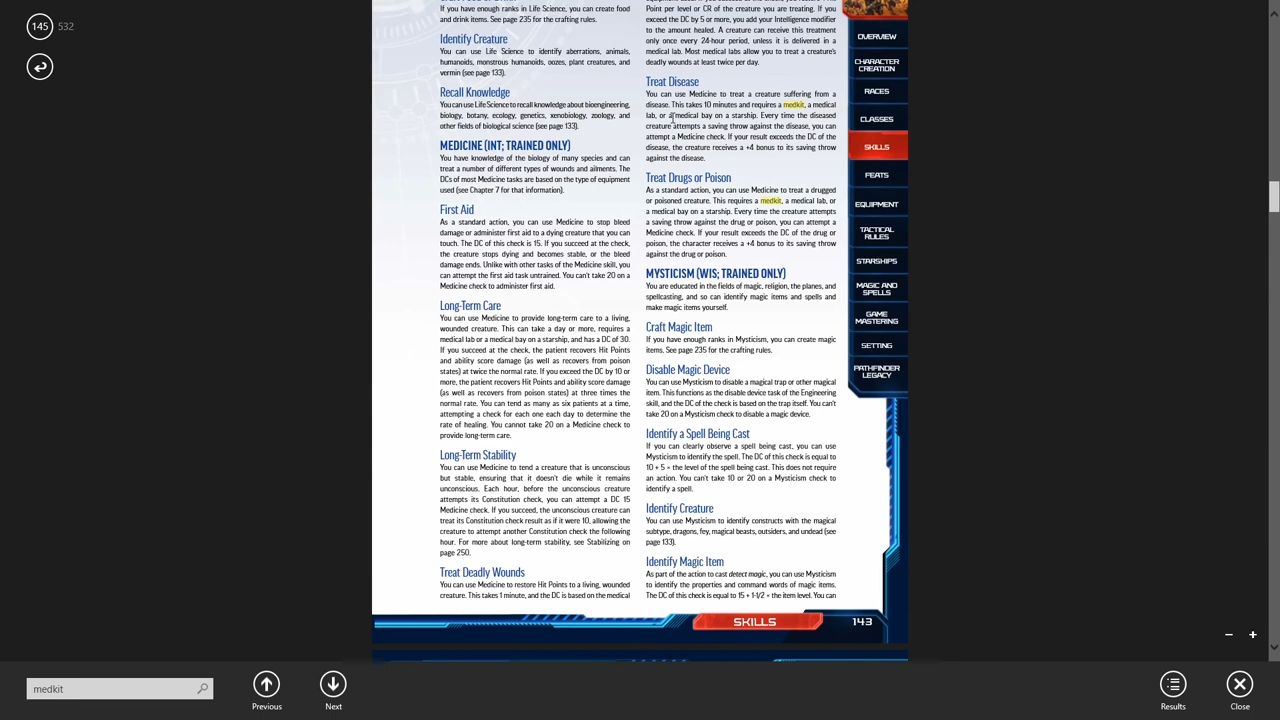 145 532
If you have enough ranks in Life Science, you can create food
and drink items. See page 235 for the crafting rules.
Identify Creature
You can use Life Science to identify aberrations, animals,
humanoids, monstrous humanoids, oozes, plant creatures, and
vermin (see page 133).
Recall Knowledge
You can use Life Science to recall knowledge about bioengineering,
biology, botany, ecology, genetics, xenobiology, zoology, and
other fields of biological science (see page 133).
MEDICINE (INT; TRAINED ONLY)
You have knowledge of the biology of many species and can
treat a number of different types of wounds and ailments. The
DCs of most Medicine tasks are based on the type of equipment
used (see Chapter 7 for that information).
First Aid
As a standard action, you can use Medicine to stop bleed
damage or administer first aid to a dying creature that you can
touch. The DC of this check is 15. If you succeed at the check,
the creature stops dying and becomes stable, or the bleed
damage ends. Unlike with other tasks of the Medicine skill, you
can attempt the first aid task untrained. You can't take 20 on a
Medicine check to administer first aid.
Long-Term Care
You can use Medicine to provide long-term care to a living,
wounded creature. This can take a day or more, requires a
medical lab or a medical bay on a starship, and has a DC of 30.
If you succeed at the check, the patient recovers Hit Points
and ability score damage (as well as recovers from poison
states) at twice the normal rate. If you exceed the DC by 10 or
more, the patient recovers Hit Points and ability score damage
(as well as recovers from poison states) at three times the
normal rate. You can tend as many as six patients at a time,
attempting a check for each one each day to determine the
rate of healing. You cannot take 20 on a Medicine check to
provide long-term care.
Long-Term Stability
You can use Medicine to tend a creature that is unconscious
but stable, ensuring that it doesn't die while it remains
unconscious. Each hour, before the unconscious creature
attempts its Constitution check, you can attempt a DC 15
Medicine check. If you succeed, the unconscious creature can
treat its Constitution check result as if it were 10, allowing the
creature to attempt another Constitution check the following
hour. For more about long-term stability, see Stabilizing on
page 250.
Treat Deadly Wounds
You can use Medicine to restore Hit Points to a living, wounded
creature. This takes 1 minute, and the DC is based on the medical
Point per level or CR of the creature you are treating. If you
exceed the DC by 5 or more, you add your Intelligence modifier
to the amount healed. A creature can receive this treatment
only once every 24-hour period, unless it is delivered in a
medical lab. Most medical labs allow you to treat a creature's
deadly wounds at least twice per day.
Treat Disease
You can use Medicine to treat a creature suffering from a
disease. This takes 10 minutes and requires a medkit, a medical
lab, or a medical bay on a starship. Every time the diseased
creature attempts a saving throw against the disease, you can
attempt a Medicine check. If your result exceeds the DC of the
disease, the creature receives a +4 bonus to its saving throw
against the disease.
Treat Drugs or Poison
As a standard action, you can use Medicine to treat a drugged
or poisoned creature. This requires a medkit, a medical lab, or
a medical bay on a starship. Every time the creature attempts
a saving throw against the drug or poison, you can attempt a
Medicine check. If your result exceeds the DC of the drug or
poison, the character receives a +4 bonus to its saving throw
against the drug or poison.
MYSTICISM (WIS; TRAINED ONLY)
You are educated in the fields of magic, religion, the planes, and
spellcasting, and so can identify magic items and spells and
make magic items yourself.
Craft Magic Item
If you have enough ranks in Mysticism, you can create magic
items. See page 235 for the crafting rules.
Disable Magic Device
You can use Mysticism to disable a magical trap or other magical
item. This functions as the disable device task of the Engineering
skill, and the DC of the check is based on the trap itself. You can't
take 20 on a Mysticism check to disable a magic device.
Identify a Spell Being Cast
If you can clearly observe a spell being cast, you can use
Mysticism to identify the spell. The DC of this check is equal to
10 + 5 × the level of the spell being cast. This does not require
an action. You can't take 10 or 20 on a Mysticism check to
identify a spell.
Identify Creature
You can use Mysticism to identify constructs with the magical
subtype, dragons, fey, magical beasts, outsiders, and undead (see
page 133).
Identify Magic Item
As part of the action to cast detect magic, you can use Mysticism
to identify the properties and command words of magic items.
The DC of this check is equal to 15 + 1-1/2 × the item level. You can
OVERVIEW
CHARACTER
CREATION
RACES
CLASSES
SKILLS
FEATS
EQUIPMENT
TACTICAL
RULES
STARSHIPS
MAGIC AND
SPELLS
GAME
MASTERING
SETTING
PATHFINDER
LEGACY
SKILLS 143
medkit
Previous
Next
Results
Close